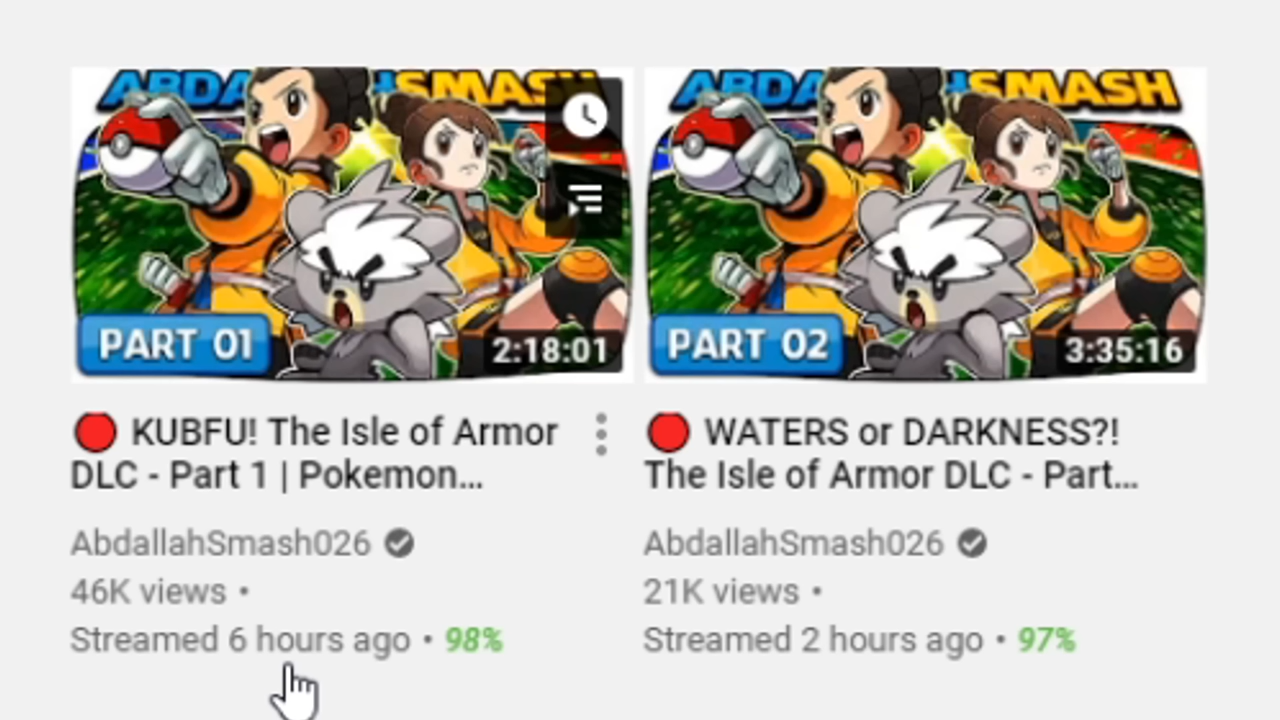 SMASH
PART 01
2:18:01
SMASH
PART 02
3:35:16
KUBFU! The Isle of Armor
DLC - Part 1 | Pokemon...
AbdallahSmash026
46K views •
Streamed 6 hours ago • 98%
WATERS or DARKNESS?!
The Isle of Armor DLC - Part...
AbdallahSmash026
21K views •
Streamed 2 hours ago • 97%